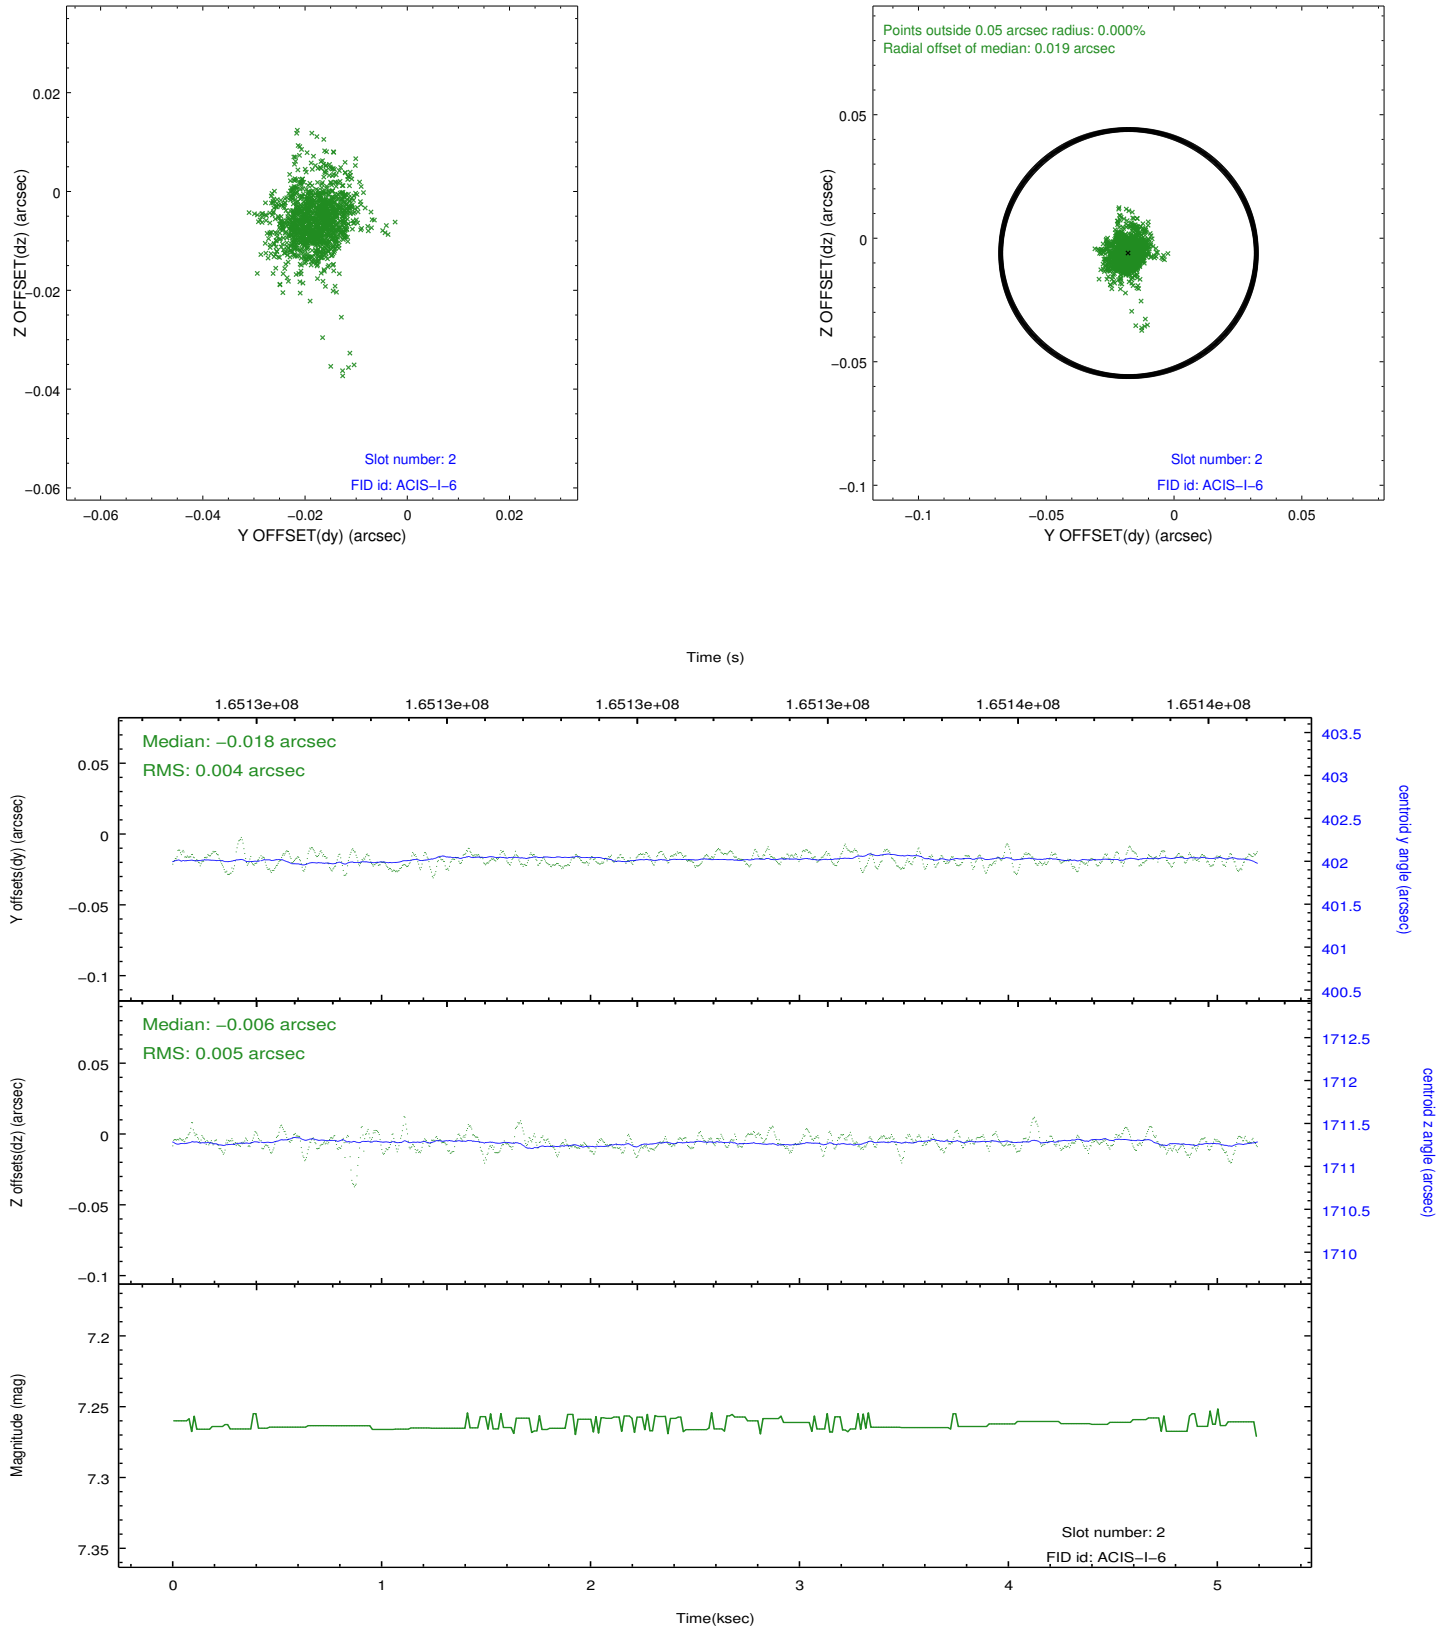 0.02
0
−0.02
−0.04
−0.06
Z OFFSET(dz) (arcsec)
Slot number: 2
FID id: ACIS−I−6
−0.06 −0.04 −0.02 0 0.02
Y OFFSET(dy) (arcsec)
Points outside 0.05 arcsec radius: 0.000%
Radial offset of median: 0.019 arcsec
0.05
0
−0.05
−0.1
Z OFFSET(dz) (arcsec)
Slot number: 2
FID id: ACIS−I−6
−0.1 −0.05 0 0.05
Y OFFSET(dy) (arcsec)
Time (s)
1.6513e+08 1.6513e+08 1.6513e+08 1.6513e+08 1.6514e+08 1.6514e+08
Median: −0.018 arcsec
RMS: 0.004 arcsec
0.05
0
−0.05
−0.1
Y offsets(dy) (arcsec)
403.5
403
402.5
402
401.5
401
400.5
centroid y angle (arcsec)
Median: −0.006 arcsec
RMS: 0.005 arcsec
0.05
0
−0.05
−0.1
Z offsets(dz) (arcsec)
1712.5
1712
1711.5
1711
1710.5
1710
centroid z angle (arcsec)
7.2
7.25
7.3
7.35
Magnitude (mag)
Slot number: 2
FID id: ACIS−I−6
0 1 2 3 4 5
Time(ksec)